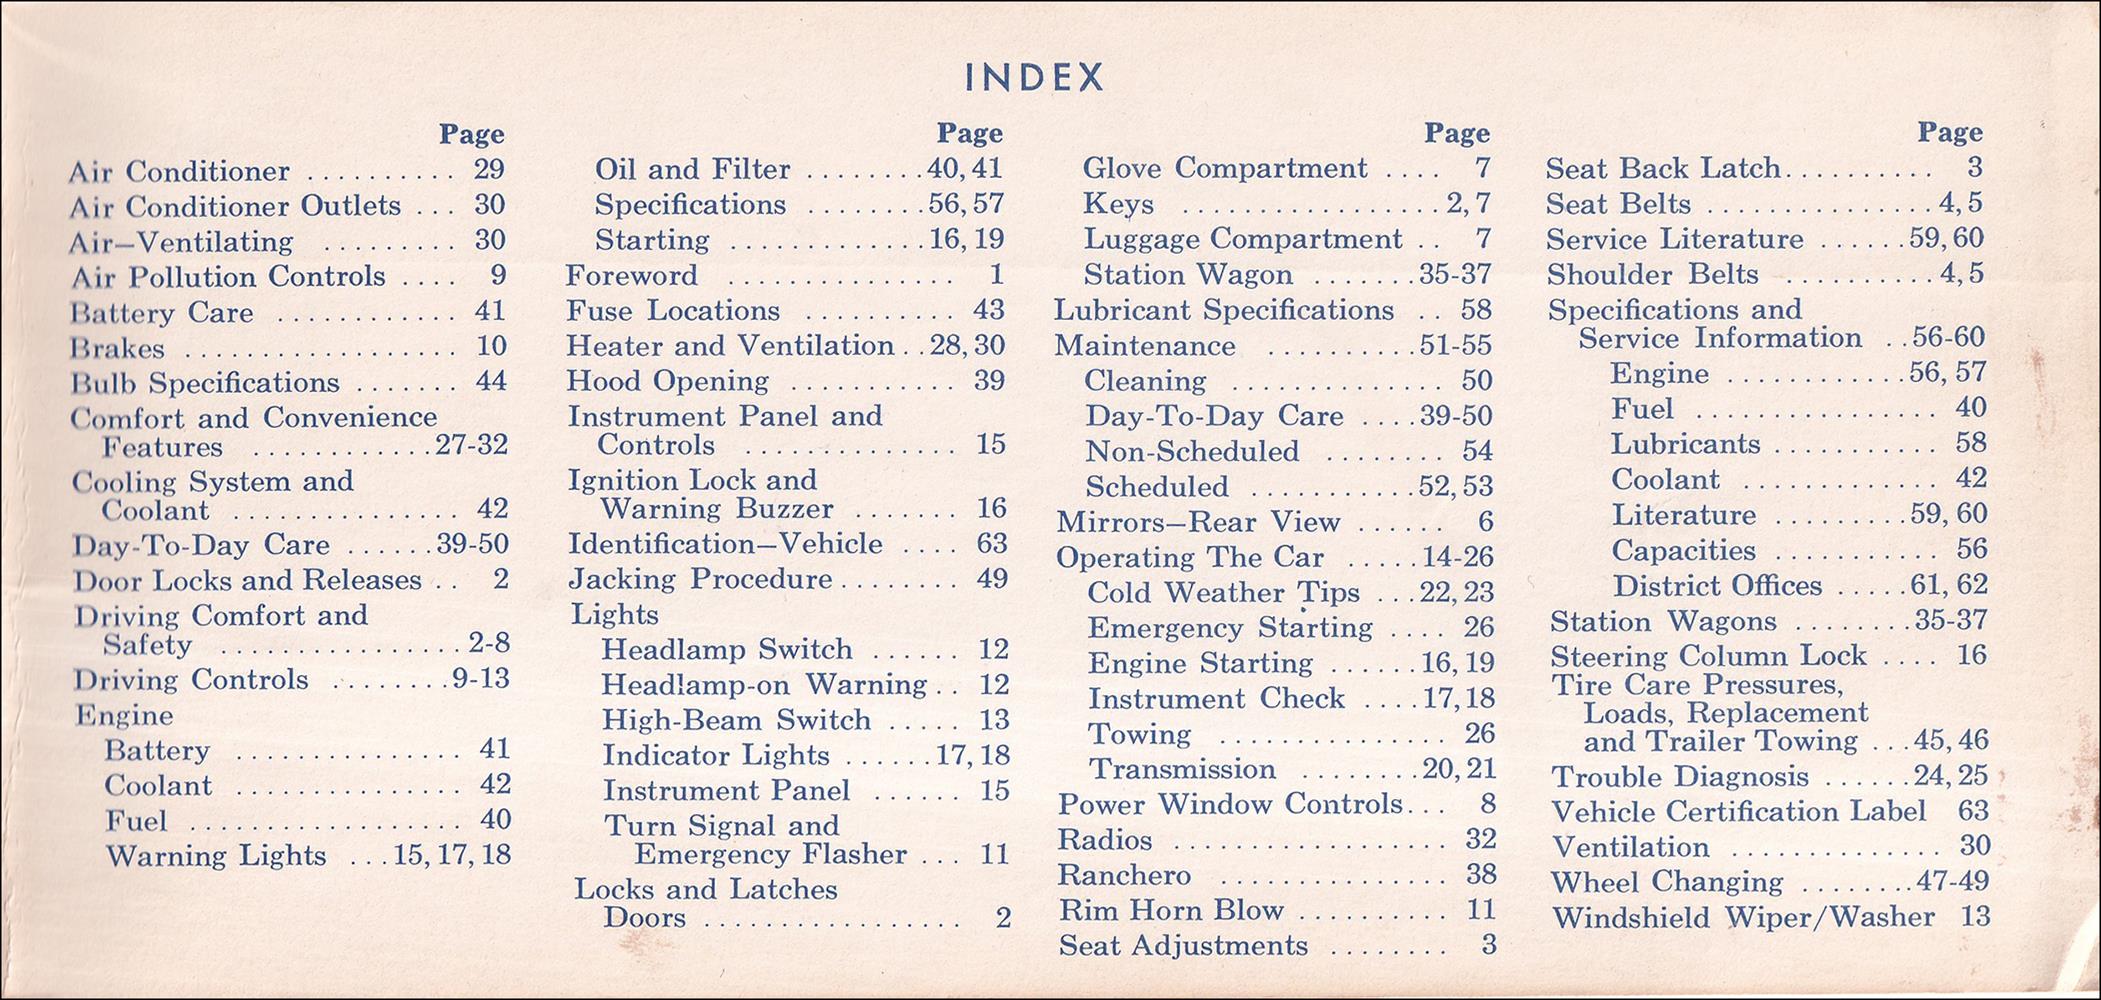 INDEX
Page
Air Conditioner .......... 29
Air Conditioner Outlets ... 30
Air—Ventilating ......... 30
Air Pollution Controls .... 9
Battery Care ............ 41
Brakes .................. 10
Bulb Specifications ....... 44
Comfort and Convenience
Features ............27-32
Cooling System and
Coolant ............... 42
Day-To-Day Care ......39-50
Door Locks and Releases .. 2
Driving Comfort and
Safety .................2-8
Driving Controls ........9-13
Engine
Battery ............... 41
Coolant ............... 42
Fuel .................. 40
Warning Lights ...15, 17, 18
Page
Oil and Filter ........40, 41
Specifications ........56, 57
Starting .............16, 19
Foreword ............... 1
Fuse Locations .......... 43
Heater and Ventilation ..28, 30
Hood Opening ........... 39
Instrument Panel and
Controls .............. 15
Ignition Lock and
Warning Buzzer ....... 16
Identification—Vehicle .... 63
Jacking Procedure........ 49
Lights
Headlamp Switch ...... 12
Headlamp-on Warning.. 12
High-Beam Switch ..... 13
Indicator Lights ......17, 18
Instrument Panel ...... 15
Turn Signal and
Emergency Flasher ... 11
Locks and Latches
Doors ................. 2
Page
Glove Compartment .... 7
Keys .................2, 7
Luggage Compartment .. 7
Station Wagon .......35-37
Lubricant Specifications .. 58
Maintenance ..........51-55
Cleaning .............. 50
Day-To-Day Care ....39-50
Non-Scheduled ........ 54
Scheduled ...........52, 53
Mirrors—Rear View ...... 6
Operating The Car .....14-26
Cold Weather Tips ...22, 23
Emergency Starting .... 26
Engine Starting ......16, 19
Instrument Check ....17, 18
Towing ............... 26
Transmission ........20, 21
Power Window Controls... 8
Radios .................. 32
Ranchero ............... 38
Rim Horn Blow .......... 11
Seat Adjustments ........ 3
Page
Seat Back Latch.......... 3
Seat Belts ...............4, 5
Service Literature ......59, 60
Shoulder Belts ..........4, 5
Specifications and
Service Information ..56-60
Engine ............56, 57
Fuel ................ 40
Lubricants ........... 58
Coolant ............. 42
Literature .........59, 60
Capacities ........... 56
District Offices .....61, 62
Station Wagons ........35-37
Steering Column Lock .... 16
Tire Care Pressures,
Loads, Replacement
and Trailer Towing ...45, 46
Trouble Diagnosis ......24, 25
Vehicle Certification Label 63
Ventilation .............. 30
Wheel Changing ........47-49
Windshield Wiper/Washer 13